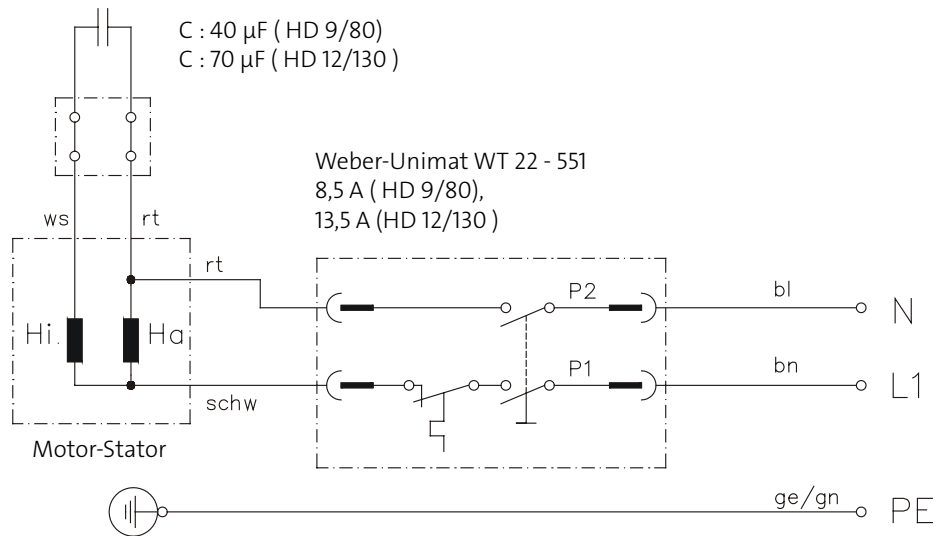 C : 40 µF ( HD 9/80)
C : 70 µF ( HD 12/130 )
Weber-Unimat WT 22 - 551
8,5 A ( HD 9/80),
13,5 A (HD 12/130 )
ws
rt
rt
P2
bl
N
Hi.
Ha
schw
P1
bn
L1
Motor-Stator
ge/gn
PE